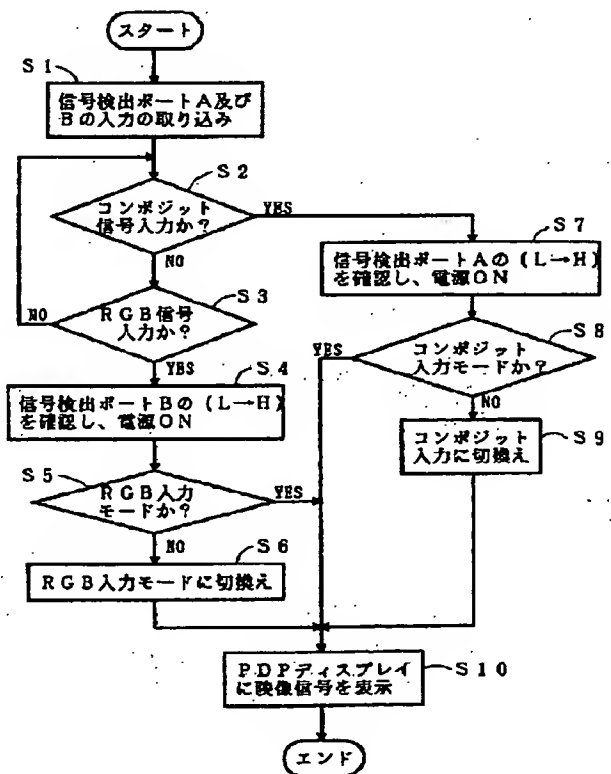 スタート
S1
信号検出ポートA及び
Bの入力の取り込み
S2
コンポジット
信号入力か?
YES
NO
S3
RGB信号
入力か?
NO
YES
S4
信号検出ポートBの(L→H)
を確認し、電源ON
S5
RGB入力
モードか?
YES
NO
S6
RGB入力モードに切換え
S7
信号検出ポートAの(L→H)
を確認し、電源ON
S8
コンポジット
入力モードか?
YES
NO
S9
コンポジット
入力に切換え
S10
PDPディスプレイ
に映像信号を表示
エンド